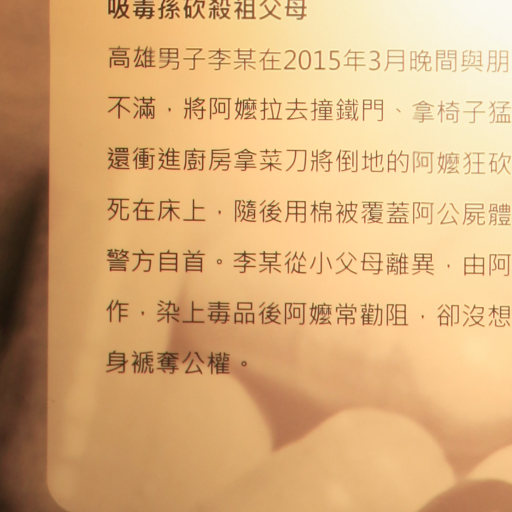 吸毒孫砍殺祖父母
高雄男子李某在2015年3月晚間與朋
不滿，將阿嬤拉去撞鐵門、拿椅子猛
還衝進廚房拿菜刀將倒地的阿嬤狂砍
死在床上，隨後用棉被覆蓋阿公屍體
警方自首。李某從小父母離異，由阿
作，染上毒品後阿嬤常勸阻，卻沒想
身褫奪公權。